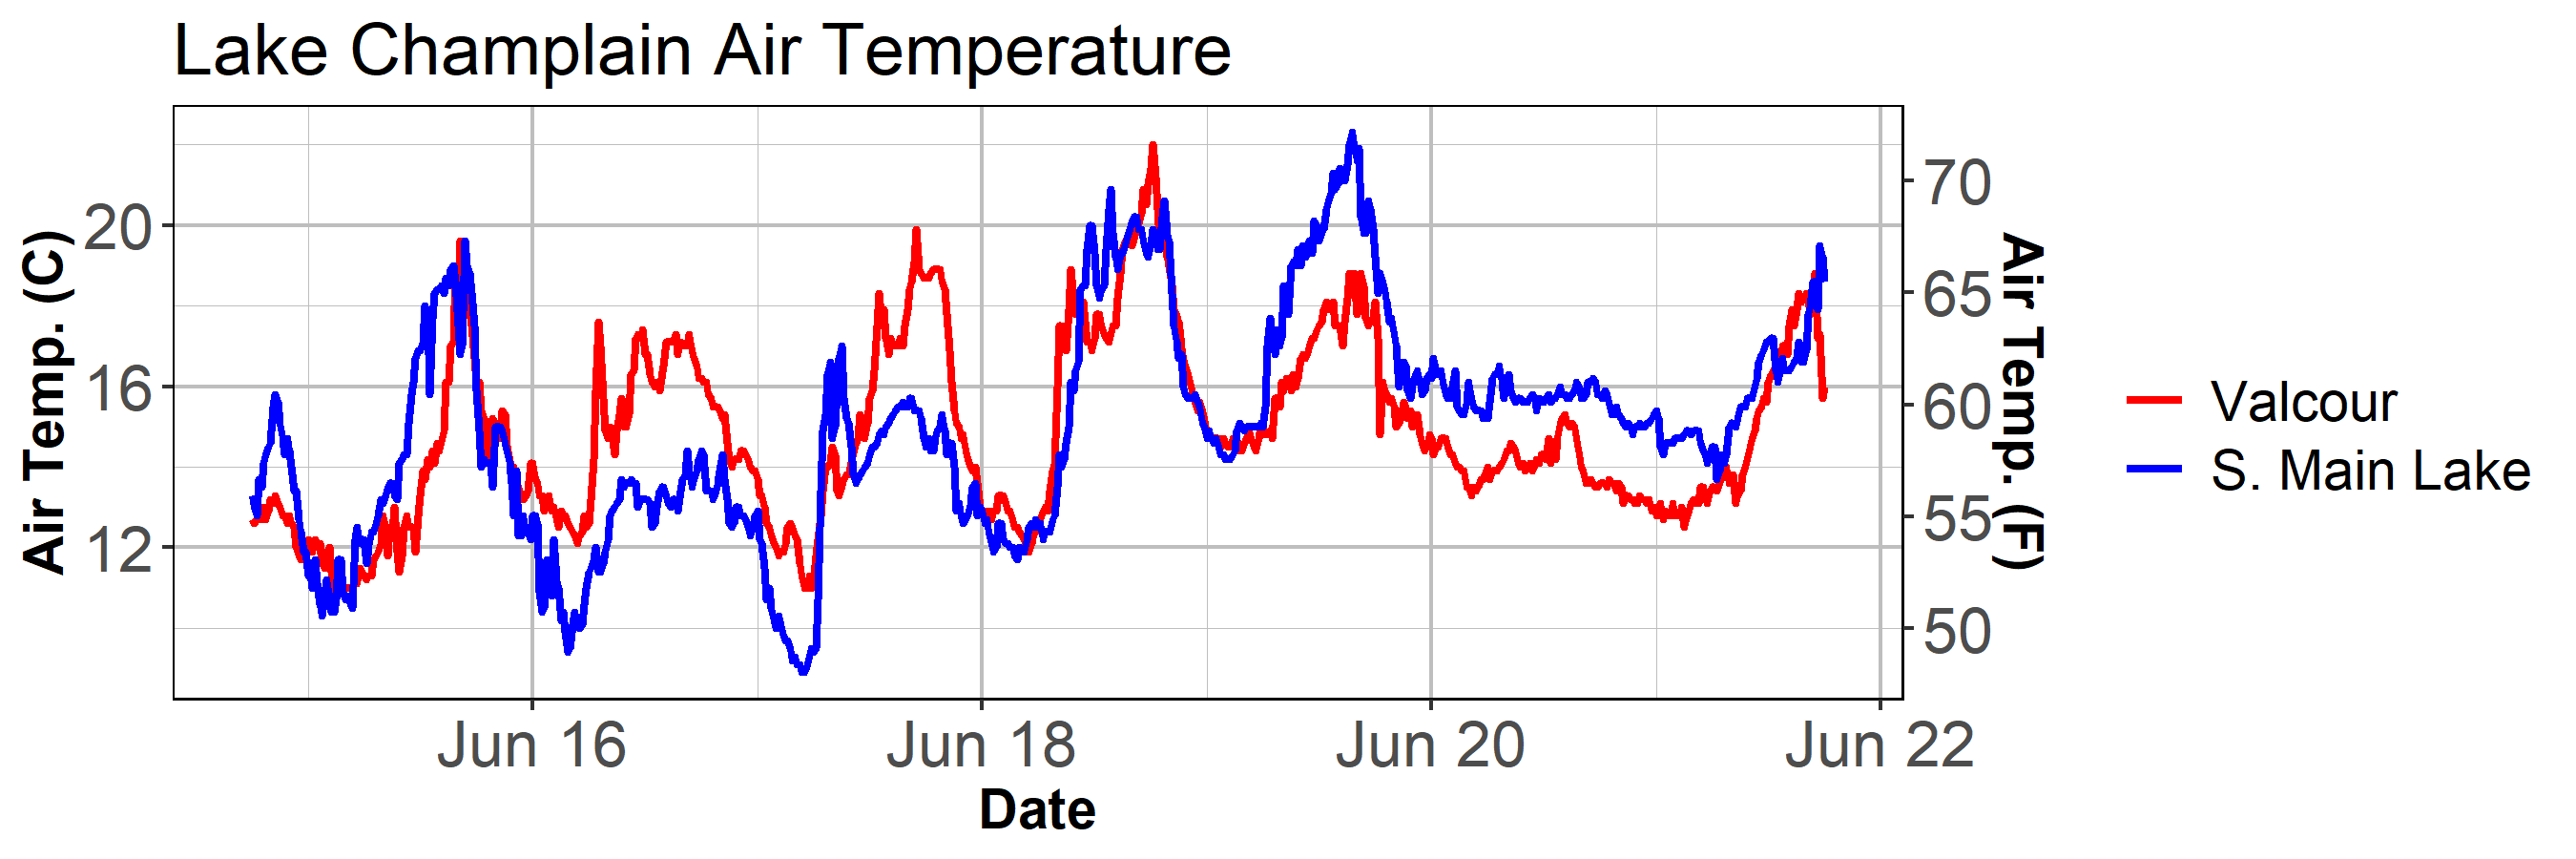 Lake Champlain Air Temperature
Air Temp. (C)
20
16
12
70
65
60
55
50
Air Temp. (F)
Jun 16
Jun 18
Jun 20
Jun 22
Date
Valcour
S. Main Lake